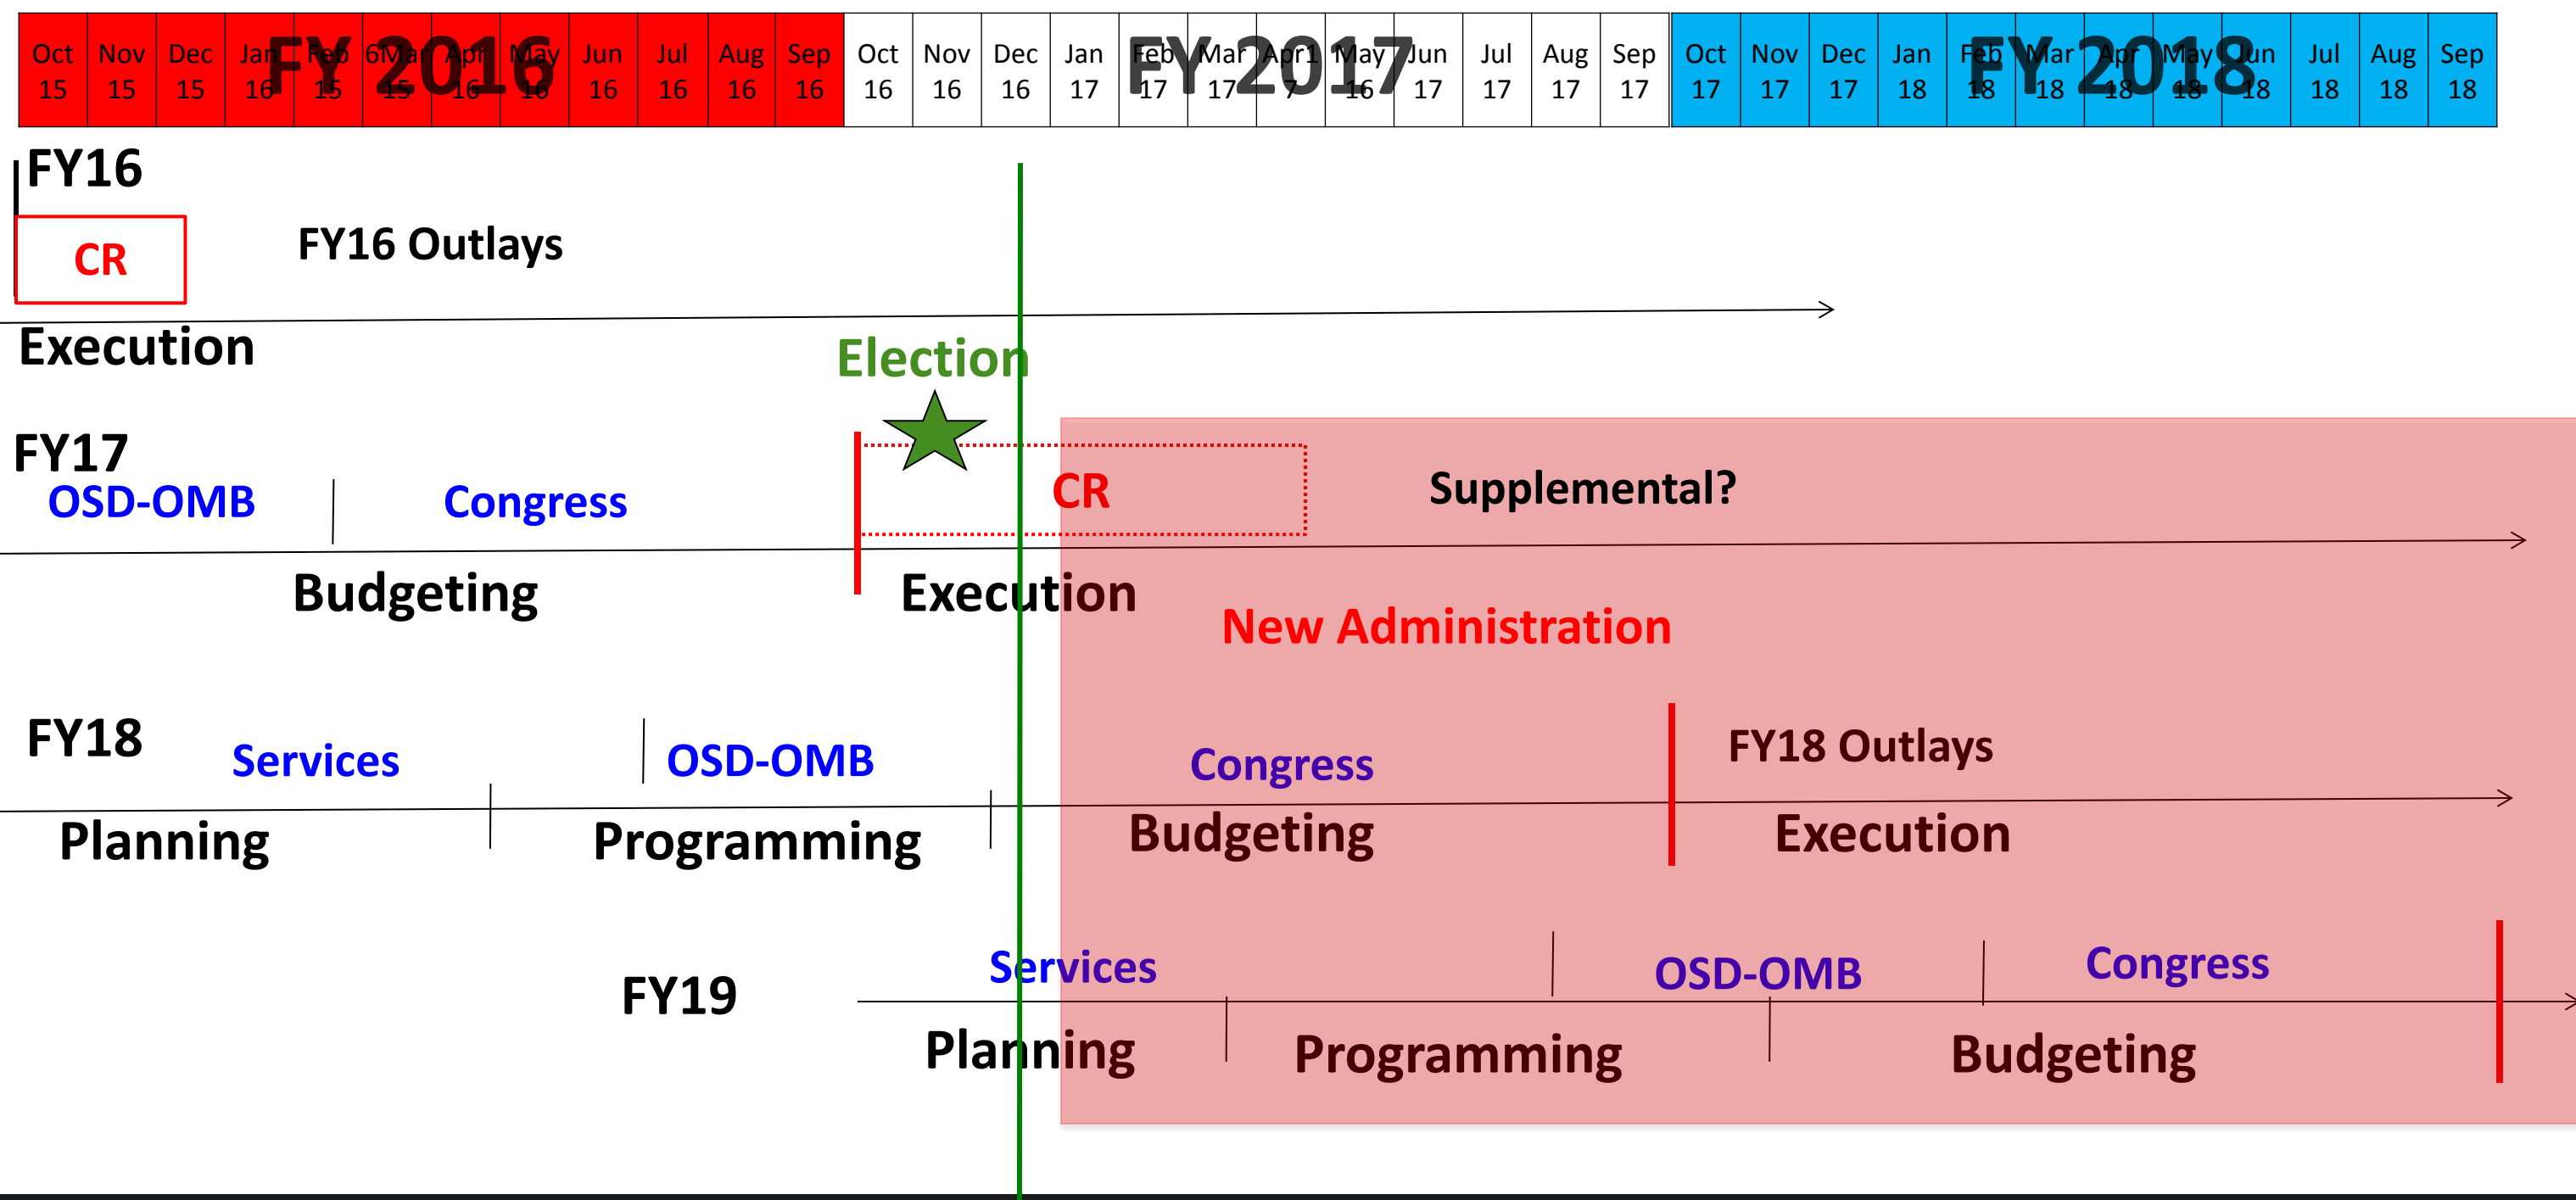 FY 2016 FY 2017 FY 2018
Oct Nov Dec Jan Feb 6Mar Apr May Jun Jul Aug Sep Oct Nov Dec Jan Feb Mar Apr1 May Jun Jul Aug Sep Oct Nov Dec Jan Feb Mar Apr May Jun Jul Aug Sep
15 15 15 16 15 15 16 16 16 16 16 16 16 16 16 17 17 17 7 16 17 17 17 17 17 17 17 18 18 18 18 18 18 18 18 18
FY16
CR FY16 Outlays
Execution
Election
FY17
OSD-OMB Congress CR Supplemental?
Budgeting Execution
New Administration
FY18
Services OSD-OMB Congress FY18 Outlays
Planning Programming Budgeting Execution
FY19 Services OSD-OMB Congress
Planning Programming Budgeting